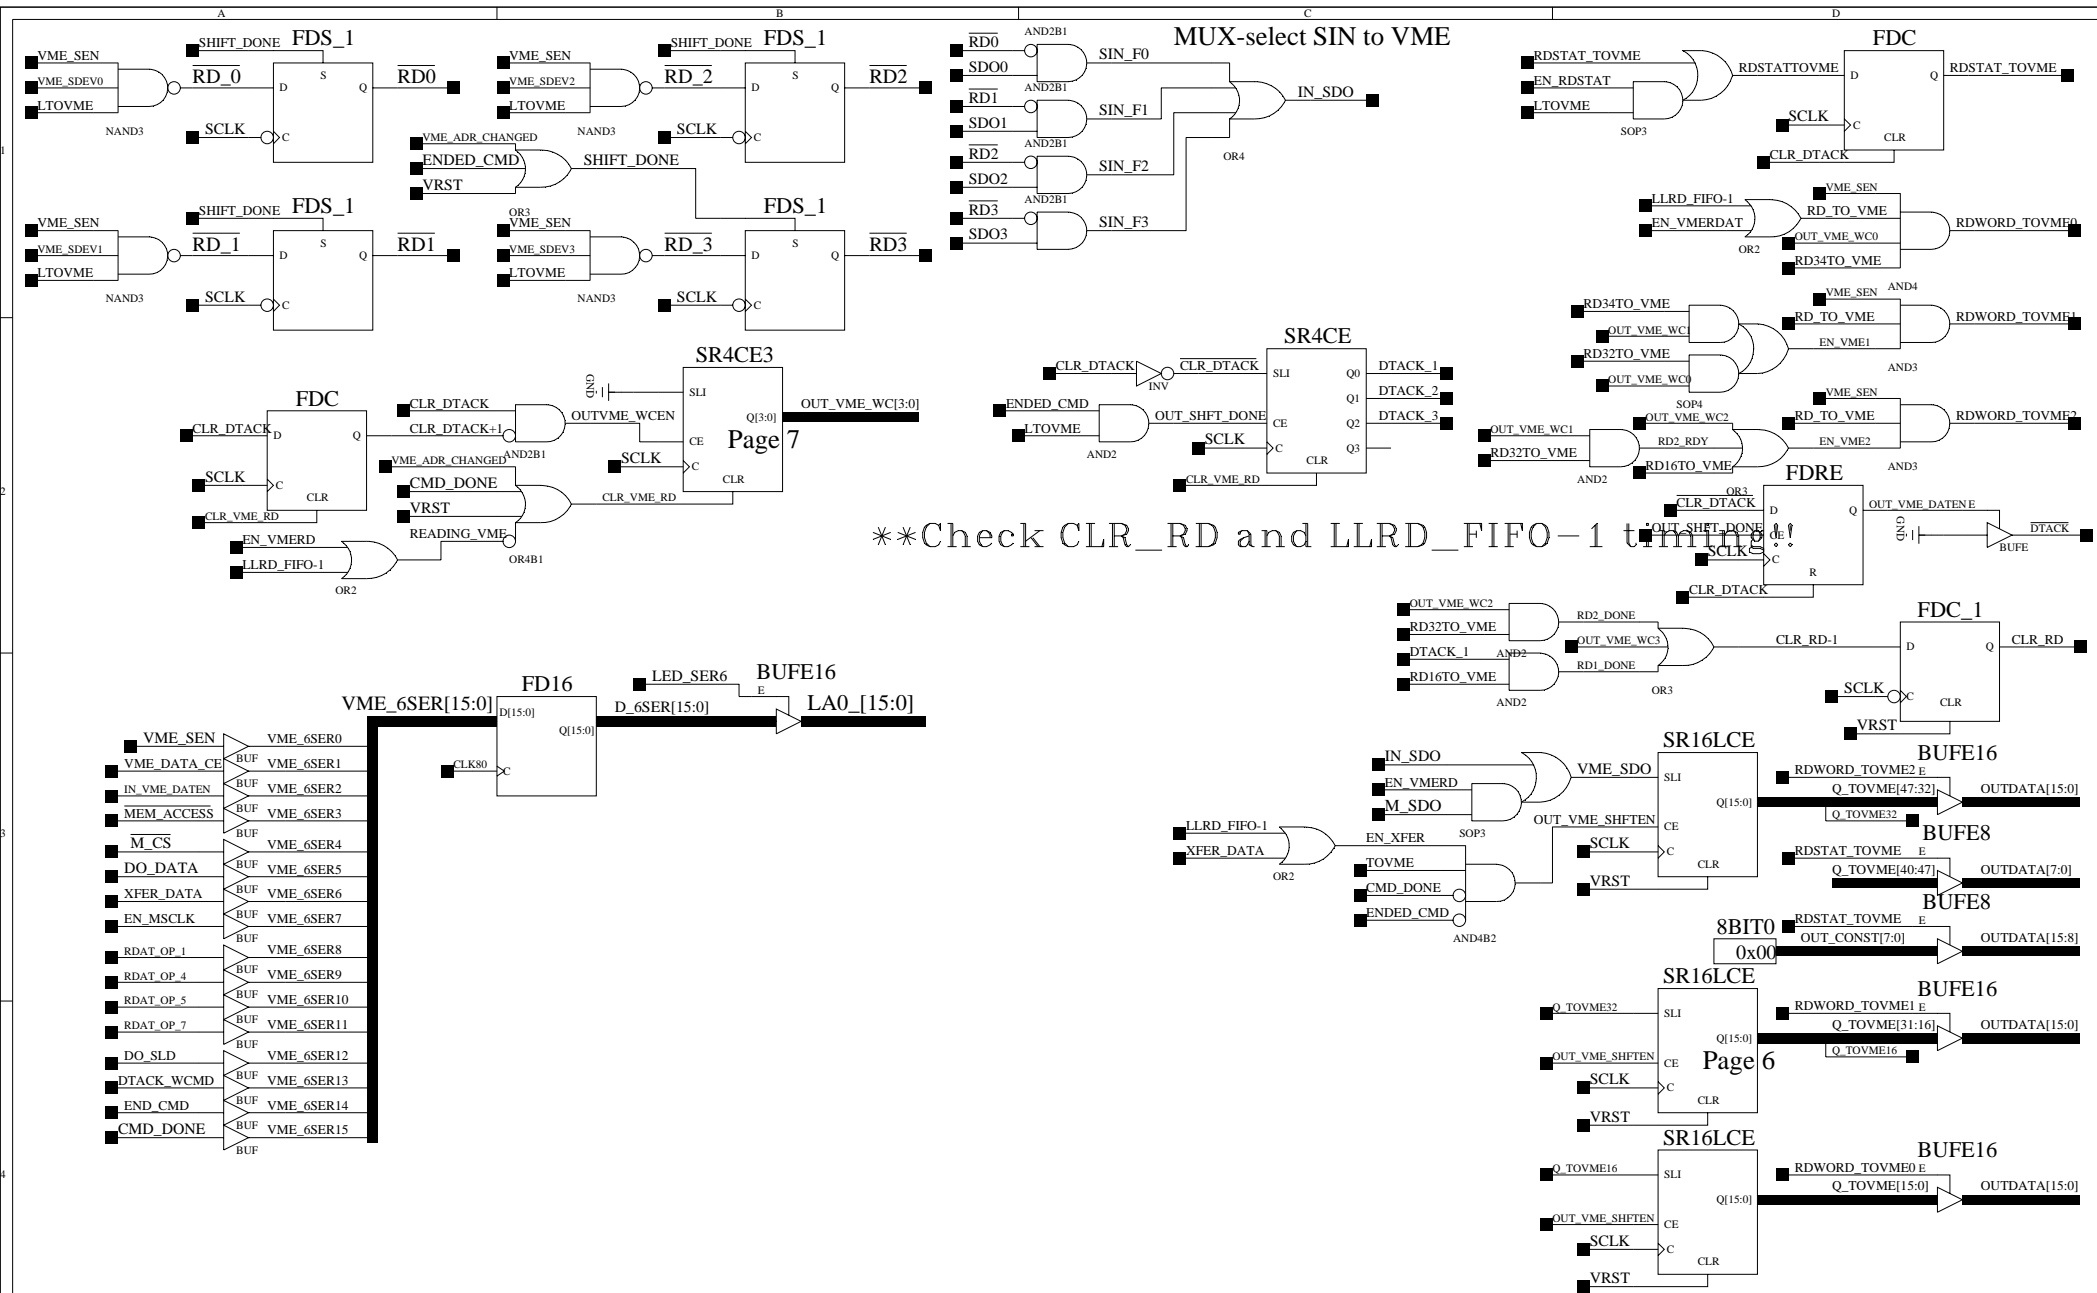 A B C D
1
2
3
4
VME_SEN
VME_SDEV0
LTOVME
NAND3
RD_0
SHIFT_DONE
FDS_1
S
D
Q
SCLK
C
RD0
VME_SEN
VME_SDEV2
LTOVME
NAND3
RD_2
SHIFT_DONE
FDS_1
S
D
Q
SCLK
C
RD2
VME_ADR_CHANGED
ENDED_CMD
VRST
OR3
SHIFT_DONE
VME_SEN
VME_SDEV1
LTOVME
NAND3
RD_1
SHIFT_DONE
FDS_1
S
D
Q
SCLK
C
RD1
VME_SEN
VME_SDEV3
LTOVME
NAND3
RD_3
FDS_1
S
D
Q
SCLK
C
RD3
MUX-select SIN to VME
RD0
SDO0
AND2B1
SIN_F0
RD1
SDO1
AND2B1
SIN_F1
RD2
SDO2
AND2B1
SIN_F2
RD3
SDO3
AND2B1
SIN_F3
OR4
IN_SDO
RDSTAT_TOVME
EN_RDSTAT
LTOVME
SOP3
RDSTATTOVME
FDC
D
Q
SCLK
C
CLR
CLR_DTACK
RDSTAT_TOVME
LLRD_FIFO-1
EN_VMERDAT
OR2
VME_SEN
RD_TO_VME
OUT_VME_WC0
RD34TO_VME
AND4
RDWORD_TOVME0
RD34TO_VME
OUT_VME_WC1
RD32TO_VME
OUT_VME_WC0
SOP4
VME_SEN
RD_TO_VME
EN_VME1
AND3
RDWORD_TOVME1
OUT_VME_WC1
RD32TO_VME
AND2
OUT_VME_WC2
RD2_RDY
RD16TO_VME
OR3
VME_SEN
RD_TO_VME
EN_VME2
AND3
RDWORD_TOVME2
FDC
CLR_DTACK
D
Q
SCLK
C
CLR
CLR_VME_RD
CLR_DTACK
CLR_DTACK+1
AND2B1
OUTVME_WCEN
GND
SR4CE3
SLI
Q[3:0]
CE
Page 7
SCLK
C
CLR
OUT_VME_WC[3:0]
VME_ADR_CHANGED
CMD_DONE
VRST
READING_VME
OR4B1
CLR_VME_RD
EN_VMERD
LLRD_FIFO-1
OR2
CLR_DTACK
INV
CLR_DTACK
ENDED_CMD
LTOVME
AND2
OUT_SHFT_DONE
SR4CE
SLI
Q0
Q1
Q2
Q3
CE
SCLK
C
CLR
CLR_VME_RD
DTACK_1
DTACK_2
DTACK_3
**Check CLR_RD and LLRD_FIFO-1 timing!!
FDRE
CLR_DTACK
OUT_SHFT_DONE
SCLK
D
CE
C
Q
R
CLR_DTACK
OUT_VME_DATEN
E
GND
BUFE
DTACK
OUT_VME_WC2
RD32TO_VME
AND2
DTACK_1
RD16TO_VME
AND2
RD2_DONE
OUT_VME_WC3
RD1_DONE
OR3
CLR_RD-1
FDC_1
D
Q
SCLK
C
CLR
VRST
CLR_RD
VME_6SER[15:0]
FD16
D[15:0]
Q[15:0]
CLK80
C
D_6SER[15:0]
LED_SER6
E
BUFE16
LA0_[15:0]
VME_SEN BUF VME_6SER0
VME_DATA_CE BUF VME_6SER1
IN_VME_DATEN BUF VME_6SER2
MEM_ACCESS BUF VME_6SER3
M_CS BUF VME_6SER4
DO_DATA BUF VME_6SER5
XFER_DATA BUF VME_6SER6
EN_MSCLK BUF VME_6SER7
RDAT_OP_1 BUF VME_6SER8
RDAT_OP_4 BUF VME_6SER9
RDAT_OP_5 BUF VME_6SER10
RDAT_OP_7 BUF VME_6SER11
DO_SLD BUF VME_6SER12
DTACK_WCMD BUF VME_6SER13
END_CMD BUF VME_6SER14
CMD_DONE BUF VME_6SER15
IN_SDO
EN_VMERD
M_SDO
SOP3
VME_SDO
LLRD_FIFO-1
XFER_DATA
OR2
EN_XFER
TOVME
CMD_DONE
ENDED_CMD
AND4B2
OUT_VME_SHFTEN
SR16LCE
SLI
Q[15:0]
CE
SCLK
C
CLR
VRST
BUFE16
RDWORD_TOVME2 E
Q_TOVME[47:32]
OUTDATA[15:0]
Q_TOVME32
BUFE8
RDSTAT_TOVME E
Q_TOVME[40:47]
OUTDATA[7:0]
BUFE8
RDSTAT_TOVME E
8BIT0
0x00
OUT_CONST[7:0]
OUTDATA[15:8]
SR16LCE
Q_TOVME32
SLI
Q[15:0]
Page 6
OUT_VME_SHFTEN
CE
SCLK
C
CLR
VRST
BUFE16
RDWORD_TOVME1 E
Q_TOVME[31:16]
OUTDATA[15:0]
Q_TOVME16
SR16LCE
Q_TOVME16
SLI
Q[15:0]
OUT_VME_SHFTEN
CE
SCLK
C
CLR
VRST
BUFE16
RDWORD_TOVME0 E
Q_TOVME[15:0]
OUTDATA[15:0]